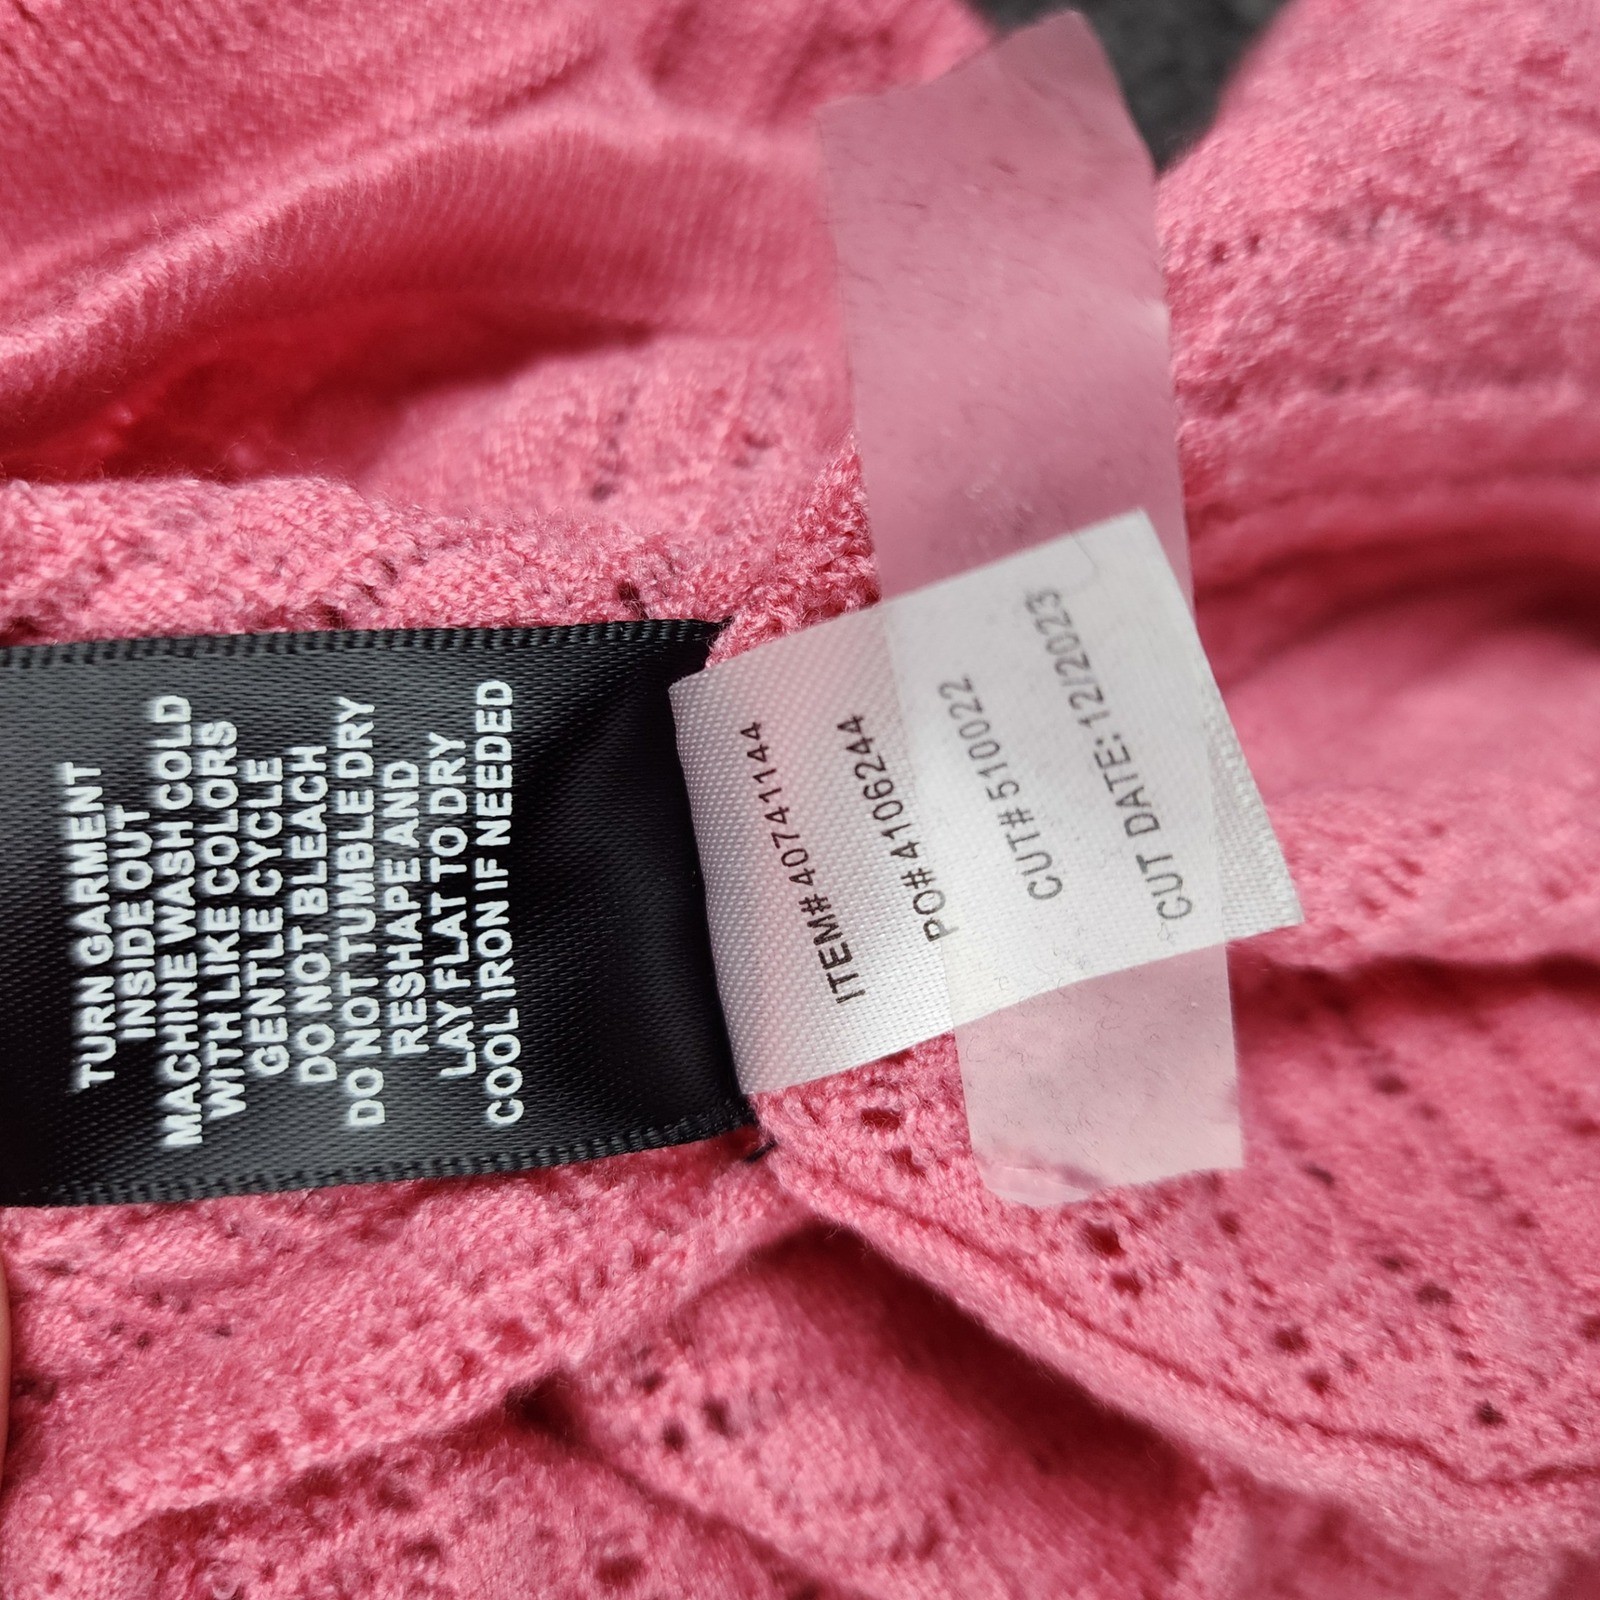 TURN GARMENT
INSIDE OUT
MACHINE WASH COLD
WITH LIKE COLORS
GENTLE CYCLE
DO NOT BLEACH
DO NOT TUMBLE DRY
RESHAPE AND
LAY FLAT TO DRY
COOL IRON IF NEEDED
ITEM# 40741144
PO# 4106244
CUT# 510022
CUT DATE: 12/2023